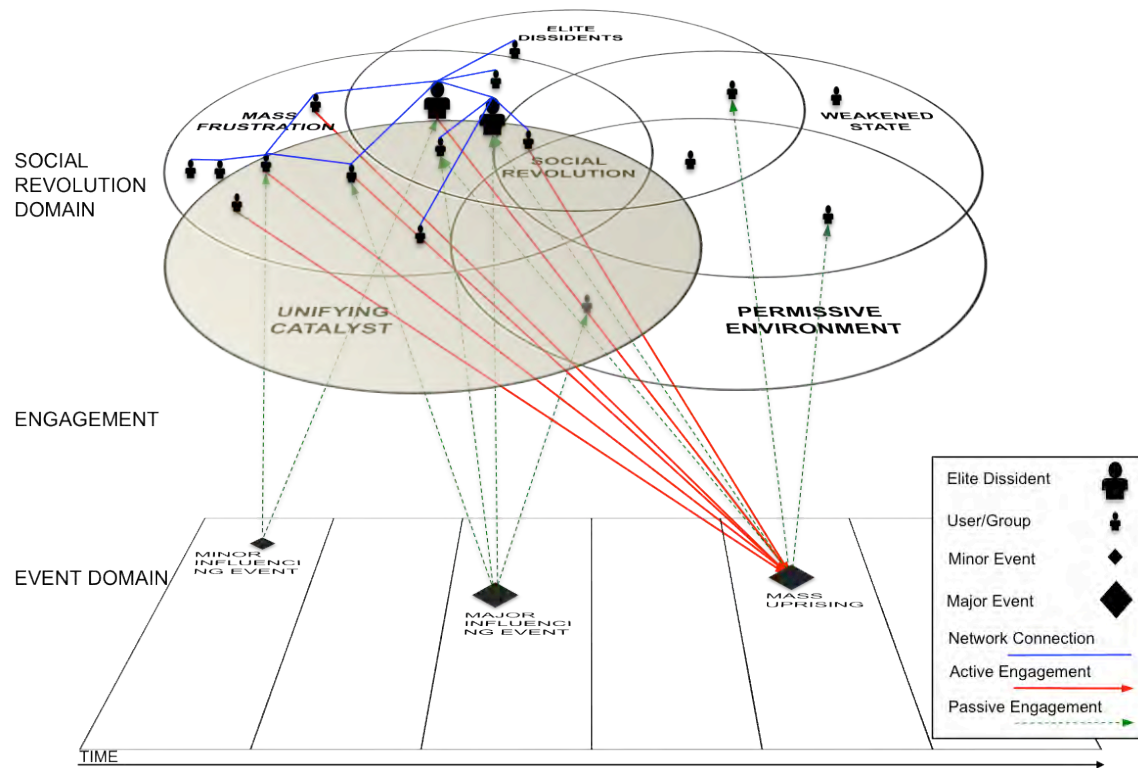 ELITE
DISSIDENTS
MASS
FRUSTRATION
WEAKENED
STATE
SOCIAL
REVOLUTION
DOMAIN
SOCIAL
REVOLUTION
UNIFYING
CATALYST
PERMISSIVE
ENVIRONMENT
ENGAGEMENT
EVENT DOMAIN
MINOR
INFLUENCI
NG EVENT
MAJOR
INFLUENCI
NG EVENT
MASS
UPRISING
TIME
Elite Dissident
User/Group
Minor Event
Major Event
Network Connection
Active Engagement
Passive Engagement